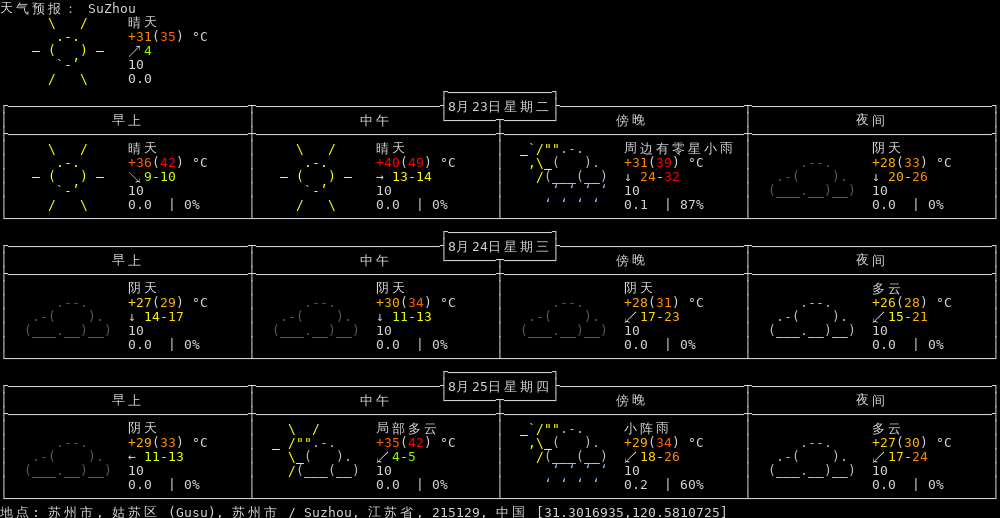 天气预报: SuZhou
晴天
+31(35) °C
↗4
10
0.0
8月23日星期二
早上 中午 傍晚 夜间
晴天 晴天 周边有零星小雨 阴天
+36(42) °C +40(49) °C +31(39) °C +28(33) °C
↘9-10 → 13-14 ↓ 24-32 ↓ 20-26
10 10 10 10
0.0 | 0% 0.0 | 0% 0.1 | 87% 0.0 | 0%
8月24日星期三
早上 中午 傍晚 夜间
阴天 阴天 阴天 多云
+27(29) °C +30(34) °C +28(31) °C +26(28) °C
↓ 14-17 ↓ 11-13 ↙17-23 ↙15-21
10 10 10 10
0.0 | 0% 0.0 | 0% 0.0 | 0% 0.0 | 0%
8月25日星期四
早上 中午 傍晚 夜间
阴天 局部多云 小阵雨 多云
+29(33) °C +35(42) °C +29(34) °C +27(30) °C
← 11-13 ↙4-5 ↙18-26 ↙17-24
10 10 10 10
0.0 | 0% 0.0 | 0% 0.2 | 60% 0.0 | 0%
地点: 苏州市, 姑苏区 (Gusu), 苏州市 / Suzhou, 江苏省, 215129, 中国 [31.3016935,120.5810725]